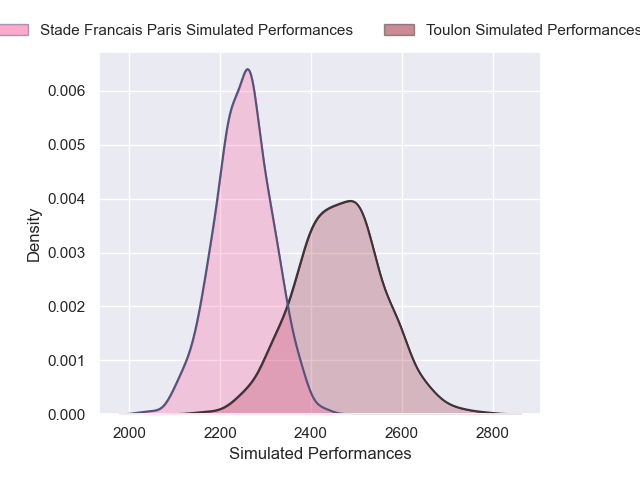 Stade Francais Paris Simulated Performances Toulon Simulated Performances
0.006
0.005
0.004
0.003
0.002
0.001
0.000
Density
2000 2200 2400 2600 2800
Simulated Performances